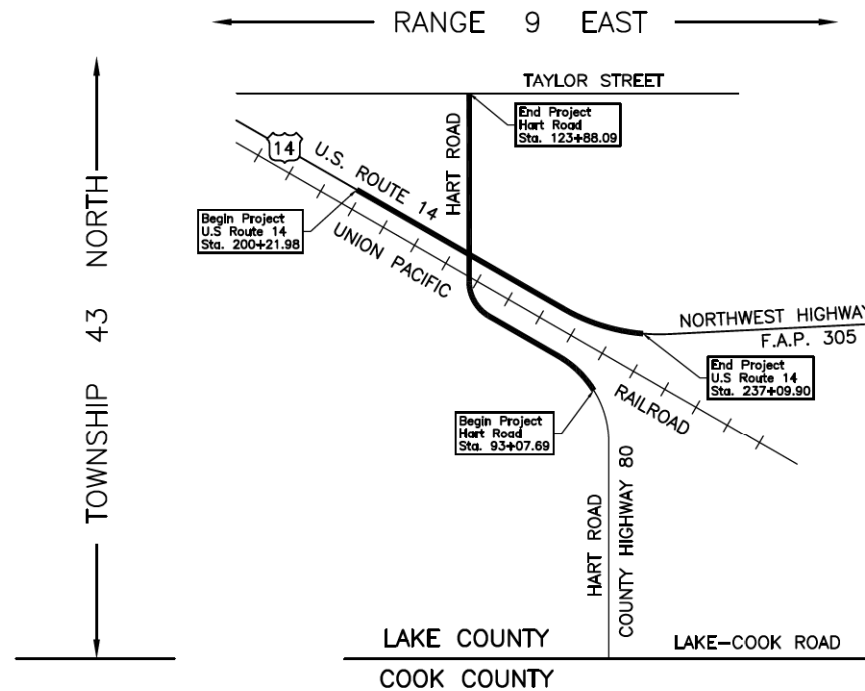 RANGE 9 EAST
TAYLOR STREET
End Project
Hart Road
Sta. 123+88.09
HART ROAD
14
U.S. ROUTE 14
Begin Project
U.S Route 14
Sta. 200+21.98
UNION PACIFIC
TOWNSHIP 43 NORTH
NORTHWEST HIGHWAY
F.A.P. 305
End Project
U.S Route 14
Sta. 237+09.90
RAILROAD
Begin Project
Hart Road
Sta. 93+07.69
HART ROAD
COUNTY HIGHWAY 80
LAKE COUNTY
LAKE-COOK ROAD
COOK COUNTY